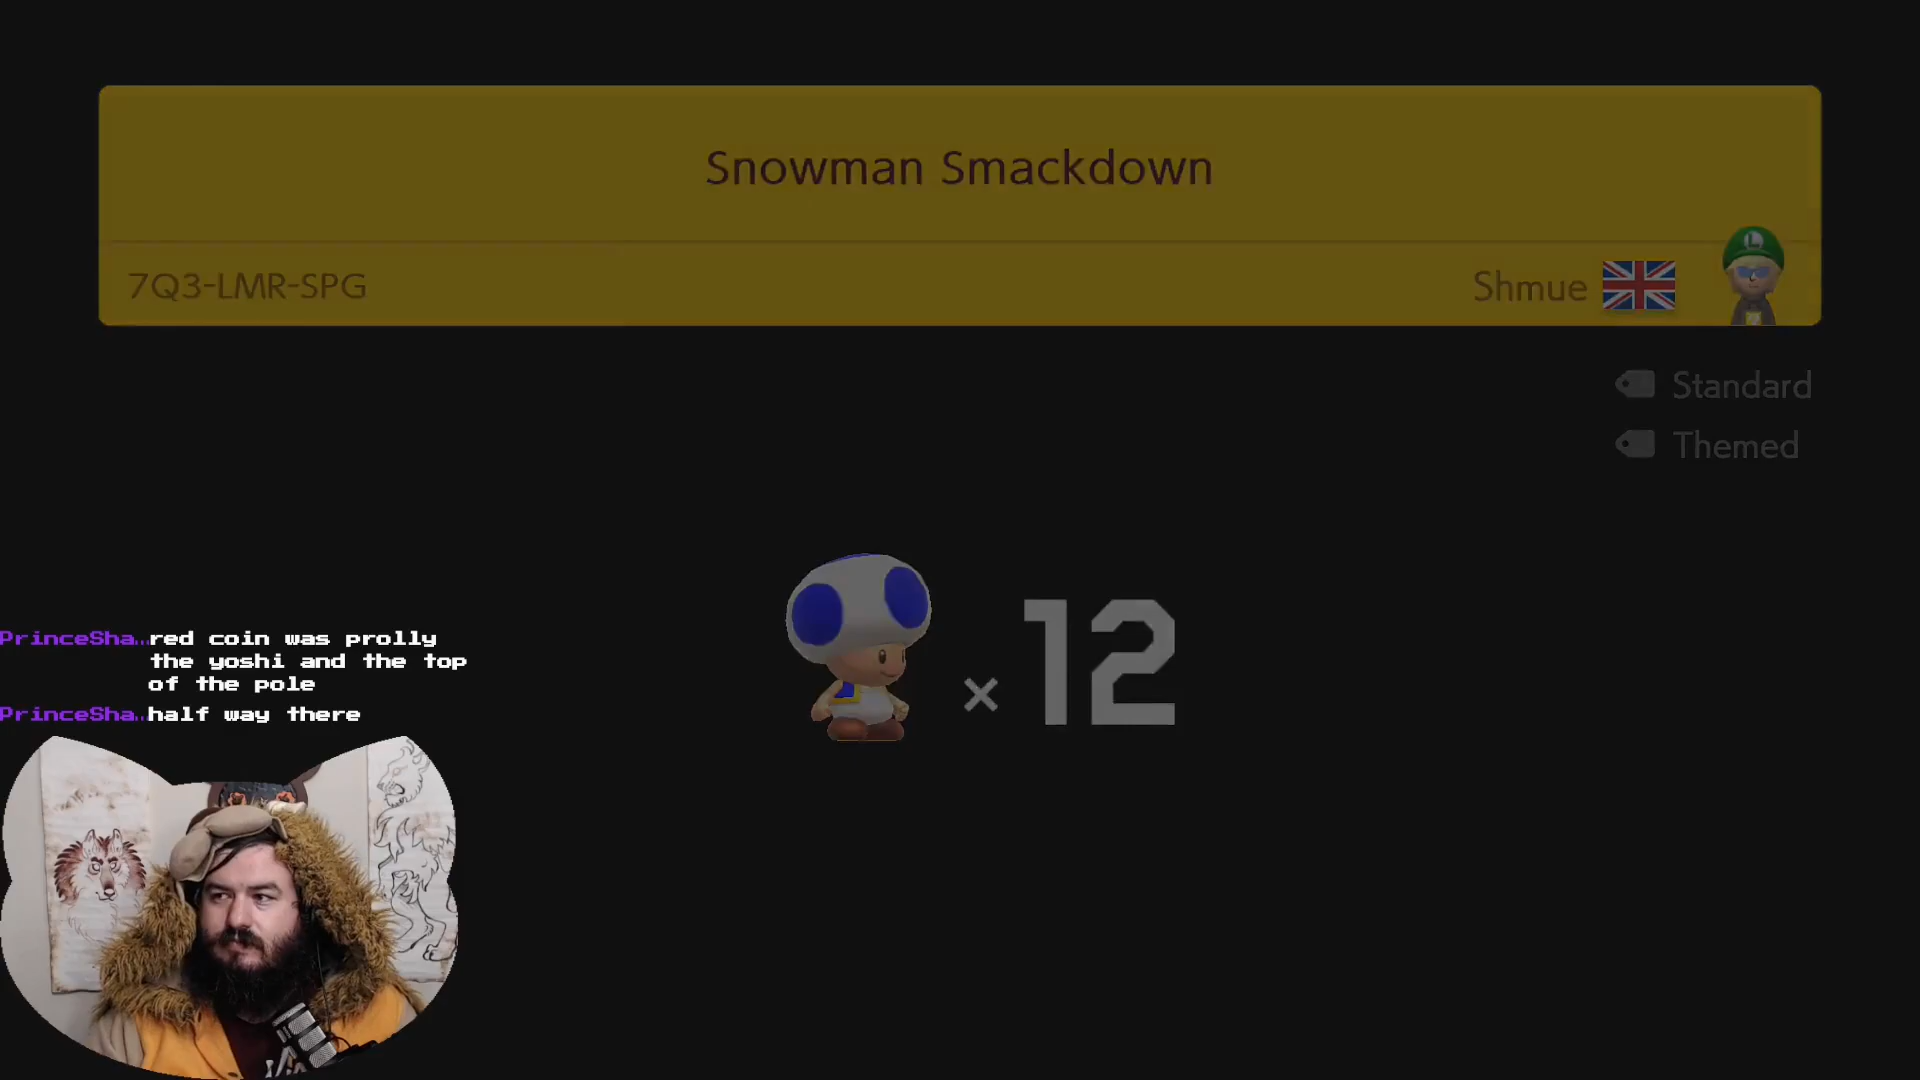 Snowman Smackdown
7Q3-LMR-SPG
Shmue
L
Standard
Themed
× 12
PrinceSha.. red coin was prolly
the yoshi and the top
of the pole
PrinceSha.. half way there